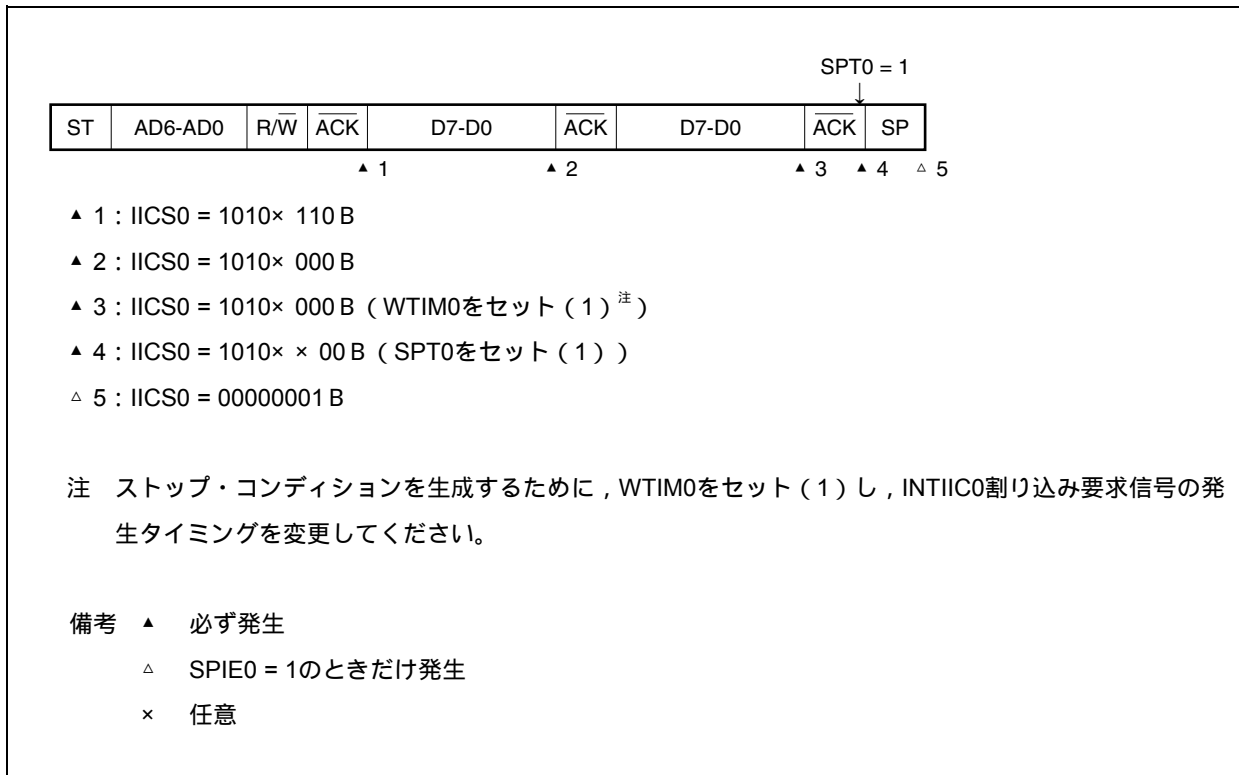 SPT0 = 1
↓
ST AD6-AD0 R/W̅ A̅C̅K̅ D7-D0 A̅C̅K̅ D7-D0 A̅C̅K̅ SP
▲ 1 ▲ 2 ▲ 3 ▲ 4 △ 5
▲ 1：IICS0 = 1010× 110 B
▲ 2：IICS0 = 1010× 000 B
▲ 3：IICS0 = 1010× 000 B（WTIM0をセット（1）注）
▲ 4：IICS0 = 1010× × 00 B（SPT0をセット（1））
△ 5：IICS0 = 00000001 B
注 ストップ・コンディションを生成するために，WTIM0をセット（1）し，INTIIC0割り込み要求信号の発
生タイミングを変更してください。
備考 ▲ 必ず発生
△ SPIE0 = 1のときだけ発生
× 任意